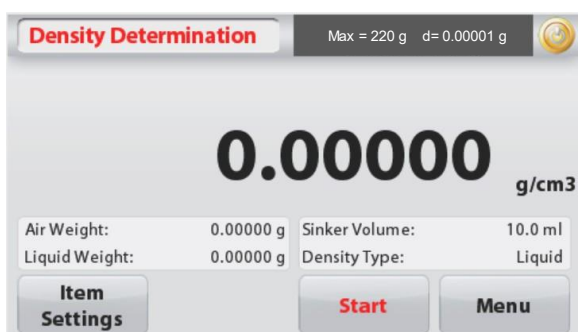 Density Determination
Max = 220 g d= 0.00001 g
0.00000
g/cm3
Air Weight: 0.00000 g Sinker Volume: 10.0 ml
Liquid Weight: 0.00000 g Density Type: Liquid
Item
Settings
Start
Menu